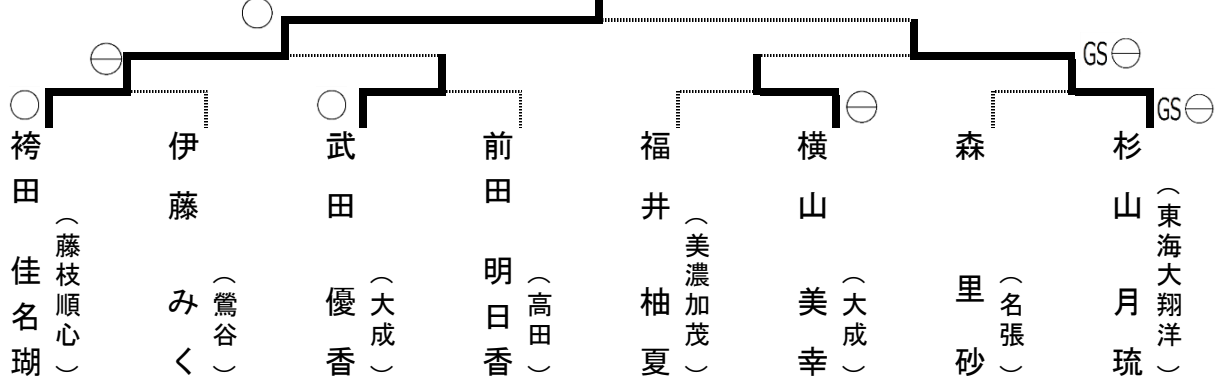 ○
⊖
GS⊖
○
○
⊖
GS⊖
袴田 佳名瑚
(藤枝順心)
伊藤 みく
(鶯谷)
武田 優香
(大成)
前田 明日香
(高田)
福井 柚夏
(美濃加茂)
横山 美幸
(大成)
森 里砂
(名張)
杉山 月琉
(東海大翔洋)